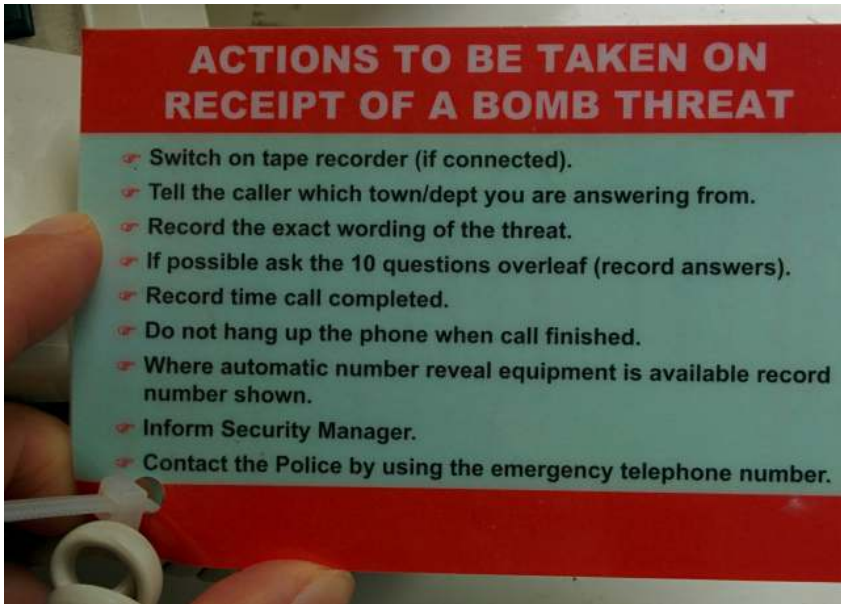 ACTIONS TO BE TAKEN ON
RECEIPT OF A BOMB THREAT
Switch on tape recorder (if connected).
Tell the caller which town/dept you are answering from.
Record the exact wording of the threat.
If possible ask the 10 questions overleaf (record answers).
Record time call completed.
Do not hang up the phone when call finished.
Where automatic number reveal equipment is available record
number shown.
Inform Security Manager.
Contact the Police by using the emergency telephone number.